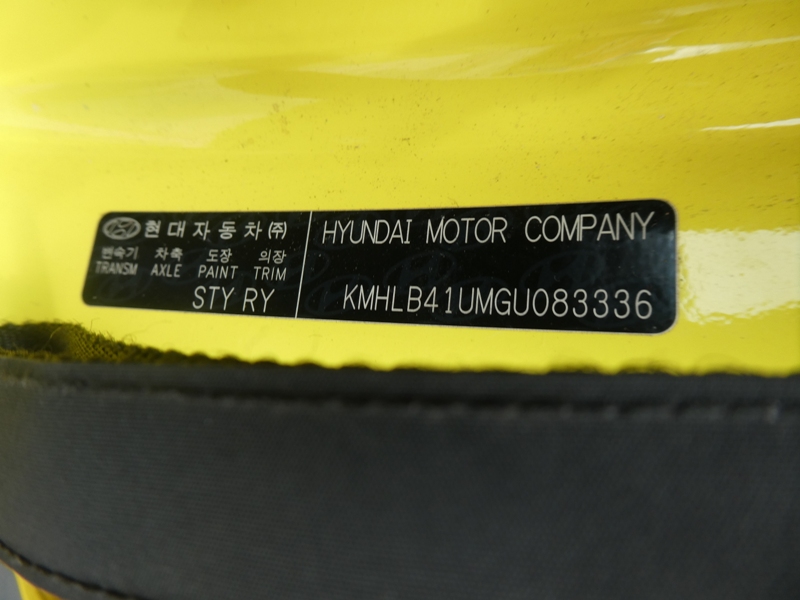 현대자동차㈜
변속기 차축 도장 의장
TRANSM AXLE PAINT TRIM
STY RY
HYUNDAI MOTOR COMPANY
KMHLB41UMGU083336